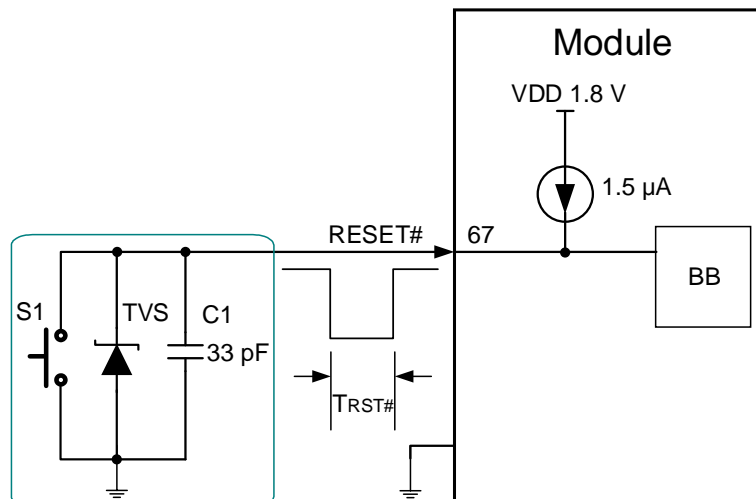 Module
VDD 1.8 V
1.5 µA
RESET#
67
BB
S1
TVS
C1
33 pF
TRST#